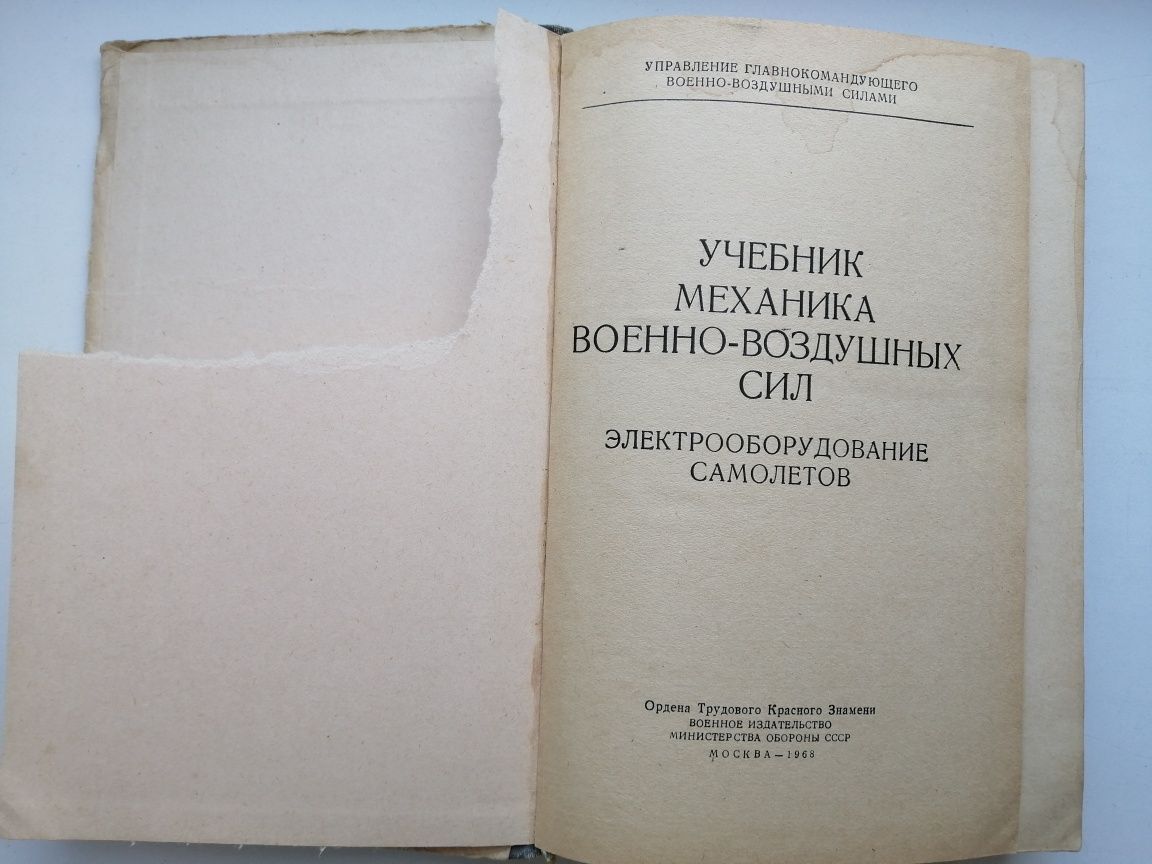 УПРАВЛЕНИЕ ГЛАВНОКОМАНДУЮЩЕГО
ВОЕННО-ВОЗДУШНЫМИ СИЛАМИ
УЧЕБНИК
МЕХАНИКА
ВОЕННО-ВОЗДУШНЫХ
СИЛ
ЭЛЕКТРООБОРУДОВАНИЕ
САМОЛЕТОВ
Ордена Трудового Красного Знамени
ВОЕННОЕ ИЗДАТЕЛЬСТВО
МИНИСТЕРСТВА ОБОРОНЫ СССР
МОСКВА — 1968